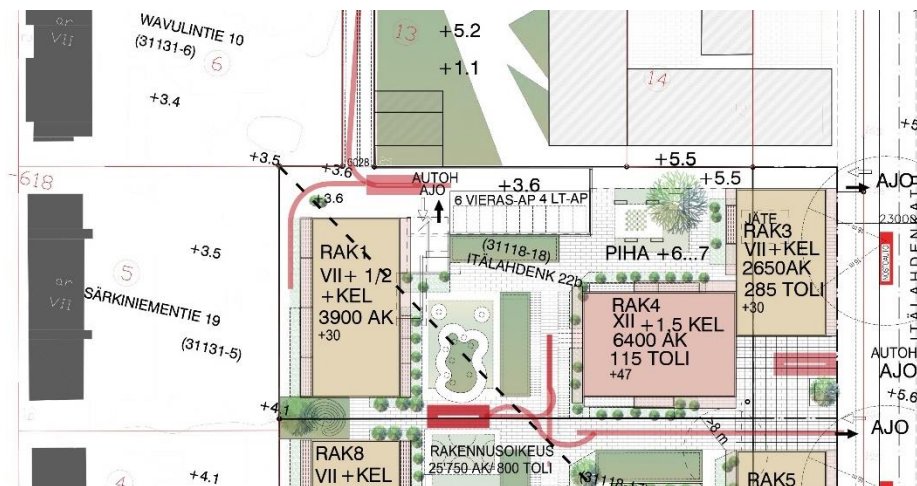 or
VII
WAVULINTIE 10
(31131-6)
6
+3.4
13
+5.2
+1.1
14
+3.5
+3.6
6028
+5.5
618
+3.6
AUTOH
AJO
+3.6
+5.5
AJO
6 VIERAS-AP 4 LT-AP
+3.5
5
or
VII
SÄRKINIEMENTIE 19
(31131-5)
RAK1
VII + 1/2
+KEL
3900 AK
+30
(31118-18)
ITÄLAHDENK 22b
PIHA +6...7
JÄTE
RAK3
VII+KEL
2650AK
285 TOLI
+30
RAK4
XII + 1,5 KEL
6400 AK
115 TOLI
+47
AUTOH
AJO
+5.6
+4.1
AJO
>8 m
RAK8
VII + KEL
RAKENNUSOIKEUS
25'750 AK/ 800 TOLI
RAK5
4
+4.1